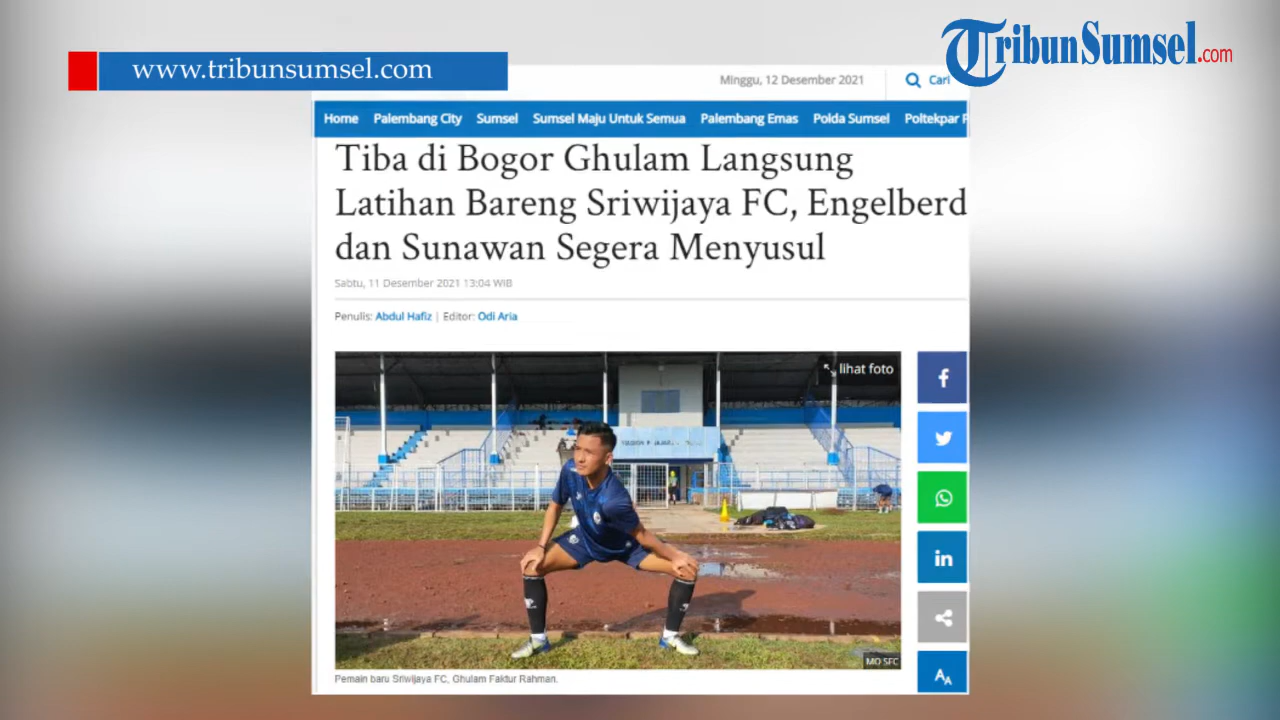 www.tribunsumsel.com
TribunSumsel.com
Minggu, 12 Desember 2021
Cari
Home Palembang City Sumsel Sumsel Maju Untuk Semua Palembang Emas Polda Sumsel Poltekpar P
Tiba di Bogor Ghulam Langsung
Latihan Bareng Sriwijaya FC, Engelberd
dan Sunawan Segera Menyusul
Sabtu, 11 Desember 2021 13:04 WIB
Penulis: Abdul Hafiz | Editor: Odi Aria
lihat foto
MO SFC
Pemain baru Sriwijaya FC, Ghulam Faktur Rahman.